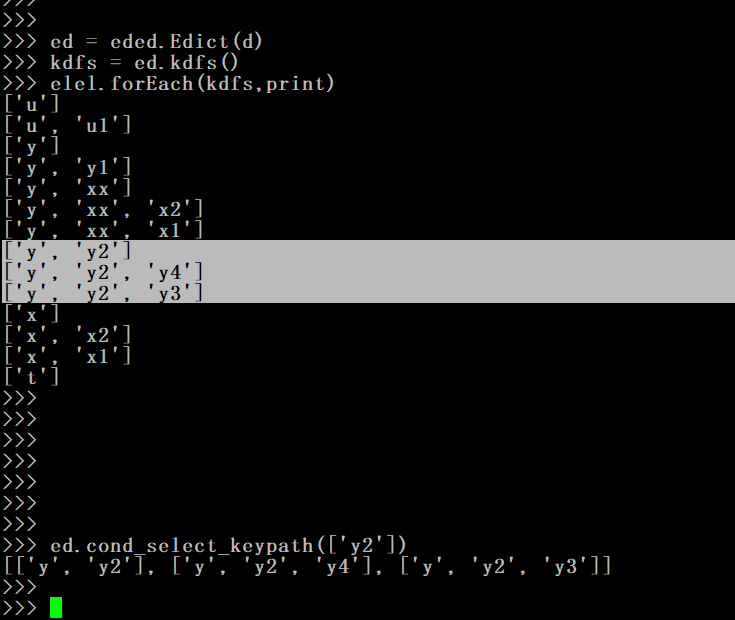 >>>
>>>
>>> ed = eded.Edict(d)
>>> kdfs = ed.kdfs()
>>> elel.forEach(kdfs,print)
['u']
['u', 'u1']
['y']
['y', 'y1']
['y', 'xx']
['y', 'xx', 'x2']
['y', 'xx', 'x1']
['y', 'y2']
['y', 'y2', 'y4']
['y', 'y2', 'y3']
['x']
['x', 'x2']
['x', 'x1']
['t']
>>>
>>>
>>>
>>>
>>>
>>>
>>>
>>> ed.cond_select_keypath(['y2'])
[['y', 'y2'], ['y', 'y2', 'y4'], ['y', 'y2', 'y3']]
>>>
>>>